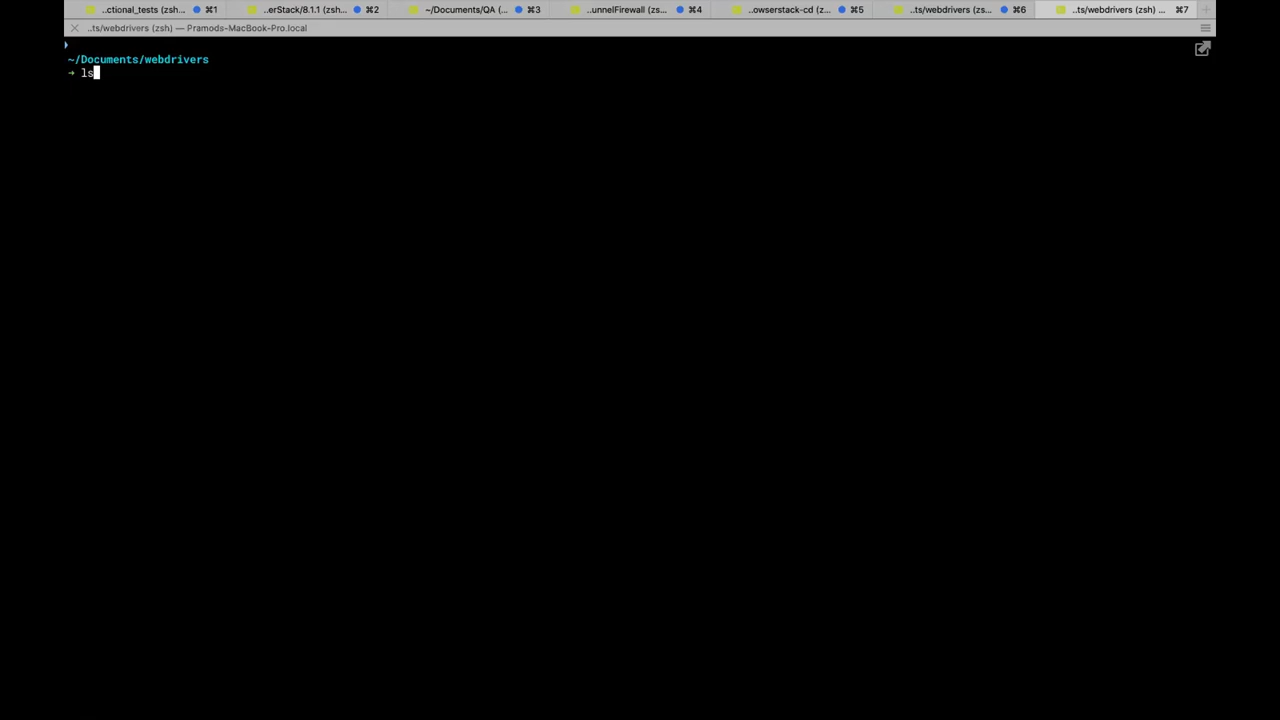 ..ctional_tests (zsh... ⌘1 ..erStack/8.1.1 (zsh... ⌘2 ~/Documents/QA (... ⌘3 ..unnelFirewall (zs... ⌘4 ..owserstack-cd (z... ⌘5 ..ts/webdrivers (zs... ⌘6 ..ts/webdrivers (zsh) ... ⌘7
..ts/webdrivers (zsh) — Pramods-MacBook-Pro.local
~/Documents/webdrivers
→ ls